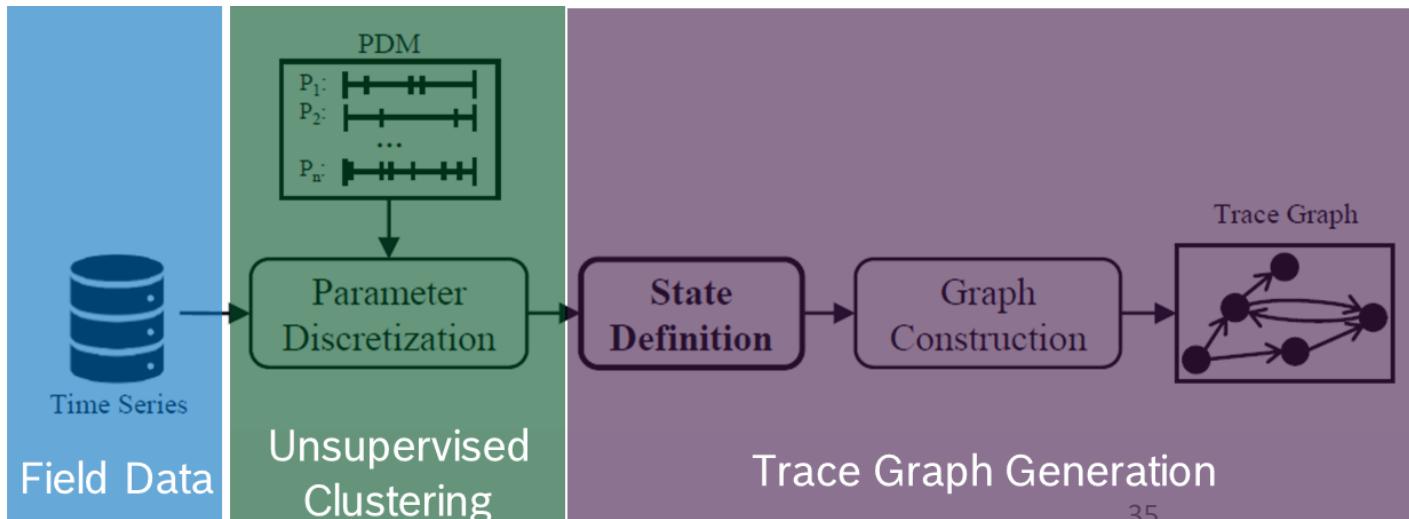 PDM
P1:
P2:
...
Pn:
Time Series
Parameter
Discretization
State
Definition
Graph
Construction
Trace Graph
Field Data
Unsupervised
Clustering
Trace Graph Generation
35